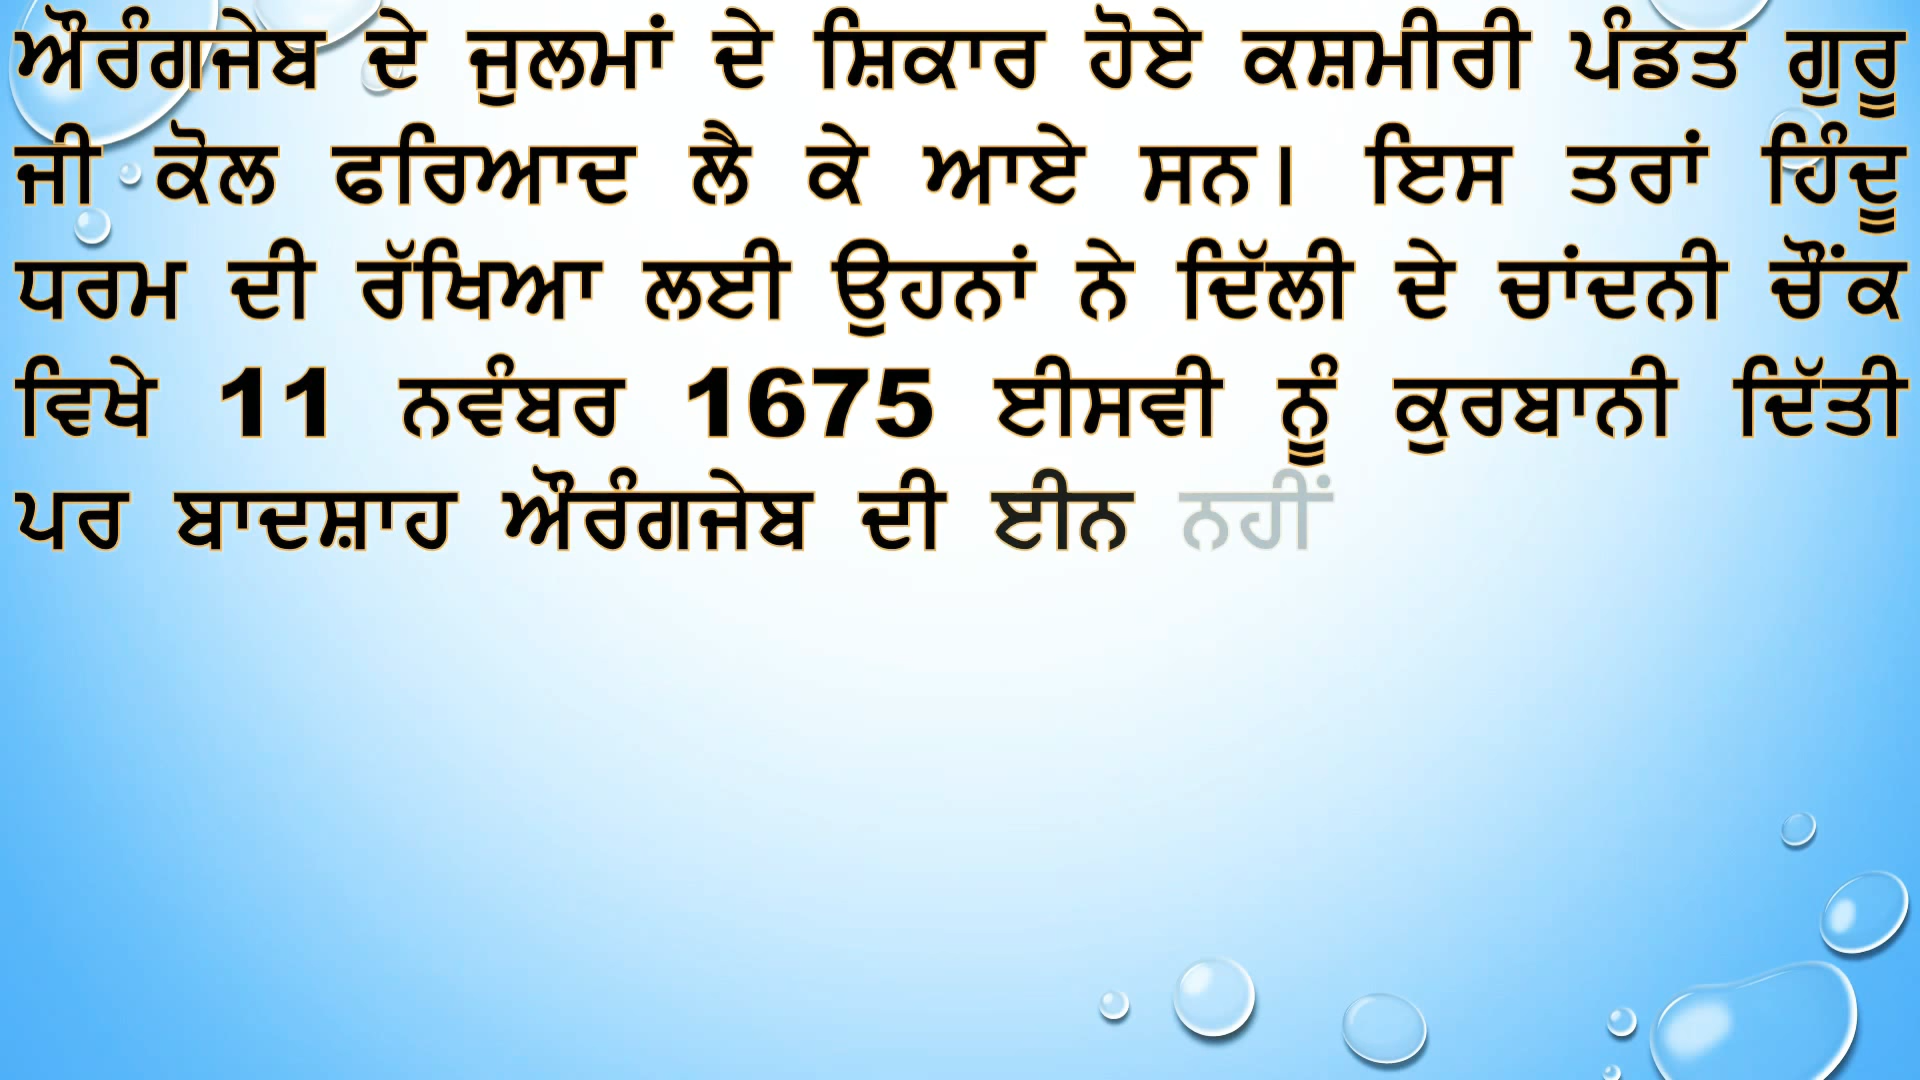 ਔਰੰਗਜੇਬ ਦੇ ਜੁਲਮਾਂ ਦੇ ਸ਼ਿਕਾਰ ਹੋਏ ਕਸ਼ਮੀਰੀ ਪੰਡਤ ਗੁਰੂ
ਜੀ ਕੋਲ ਫਰਿਆਦ ਲੈ ਕੇ ਆਏ ਸਨ। ਇਸ ਤਰਾਂ ਹਿੰਦੂ
ਧਰਮ ਦੀ ਰੱਖਿਆ ਲਈ ਉਹਨਾਂ ਨੇ ਦਿੱਲੀ ਦੇ ਚਾਂਦਨੀ ਚੌਂਕ
ਵਿਖੇ 11 ਨਵੰਬਰ 1675 ਈਸਵੀ ਨੂੰ ਕੁਰਬਾਨੀ ਦਿੱਤੀ
ਪਰ ਬਾਦਸ਼ਾਹ ਔਰੰਗਜੇਬ ਦੀ ਈਨ ਨਹੀਂ